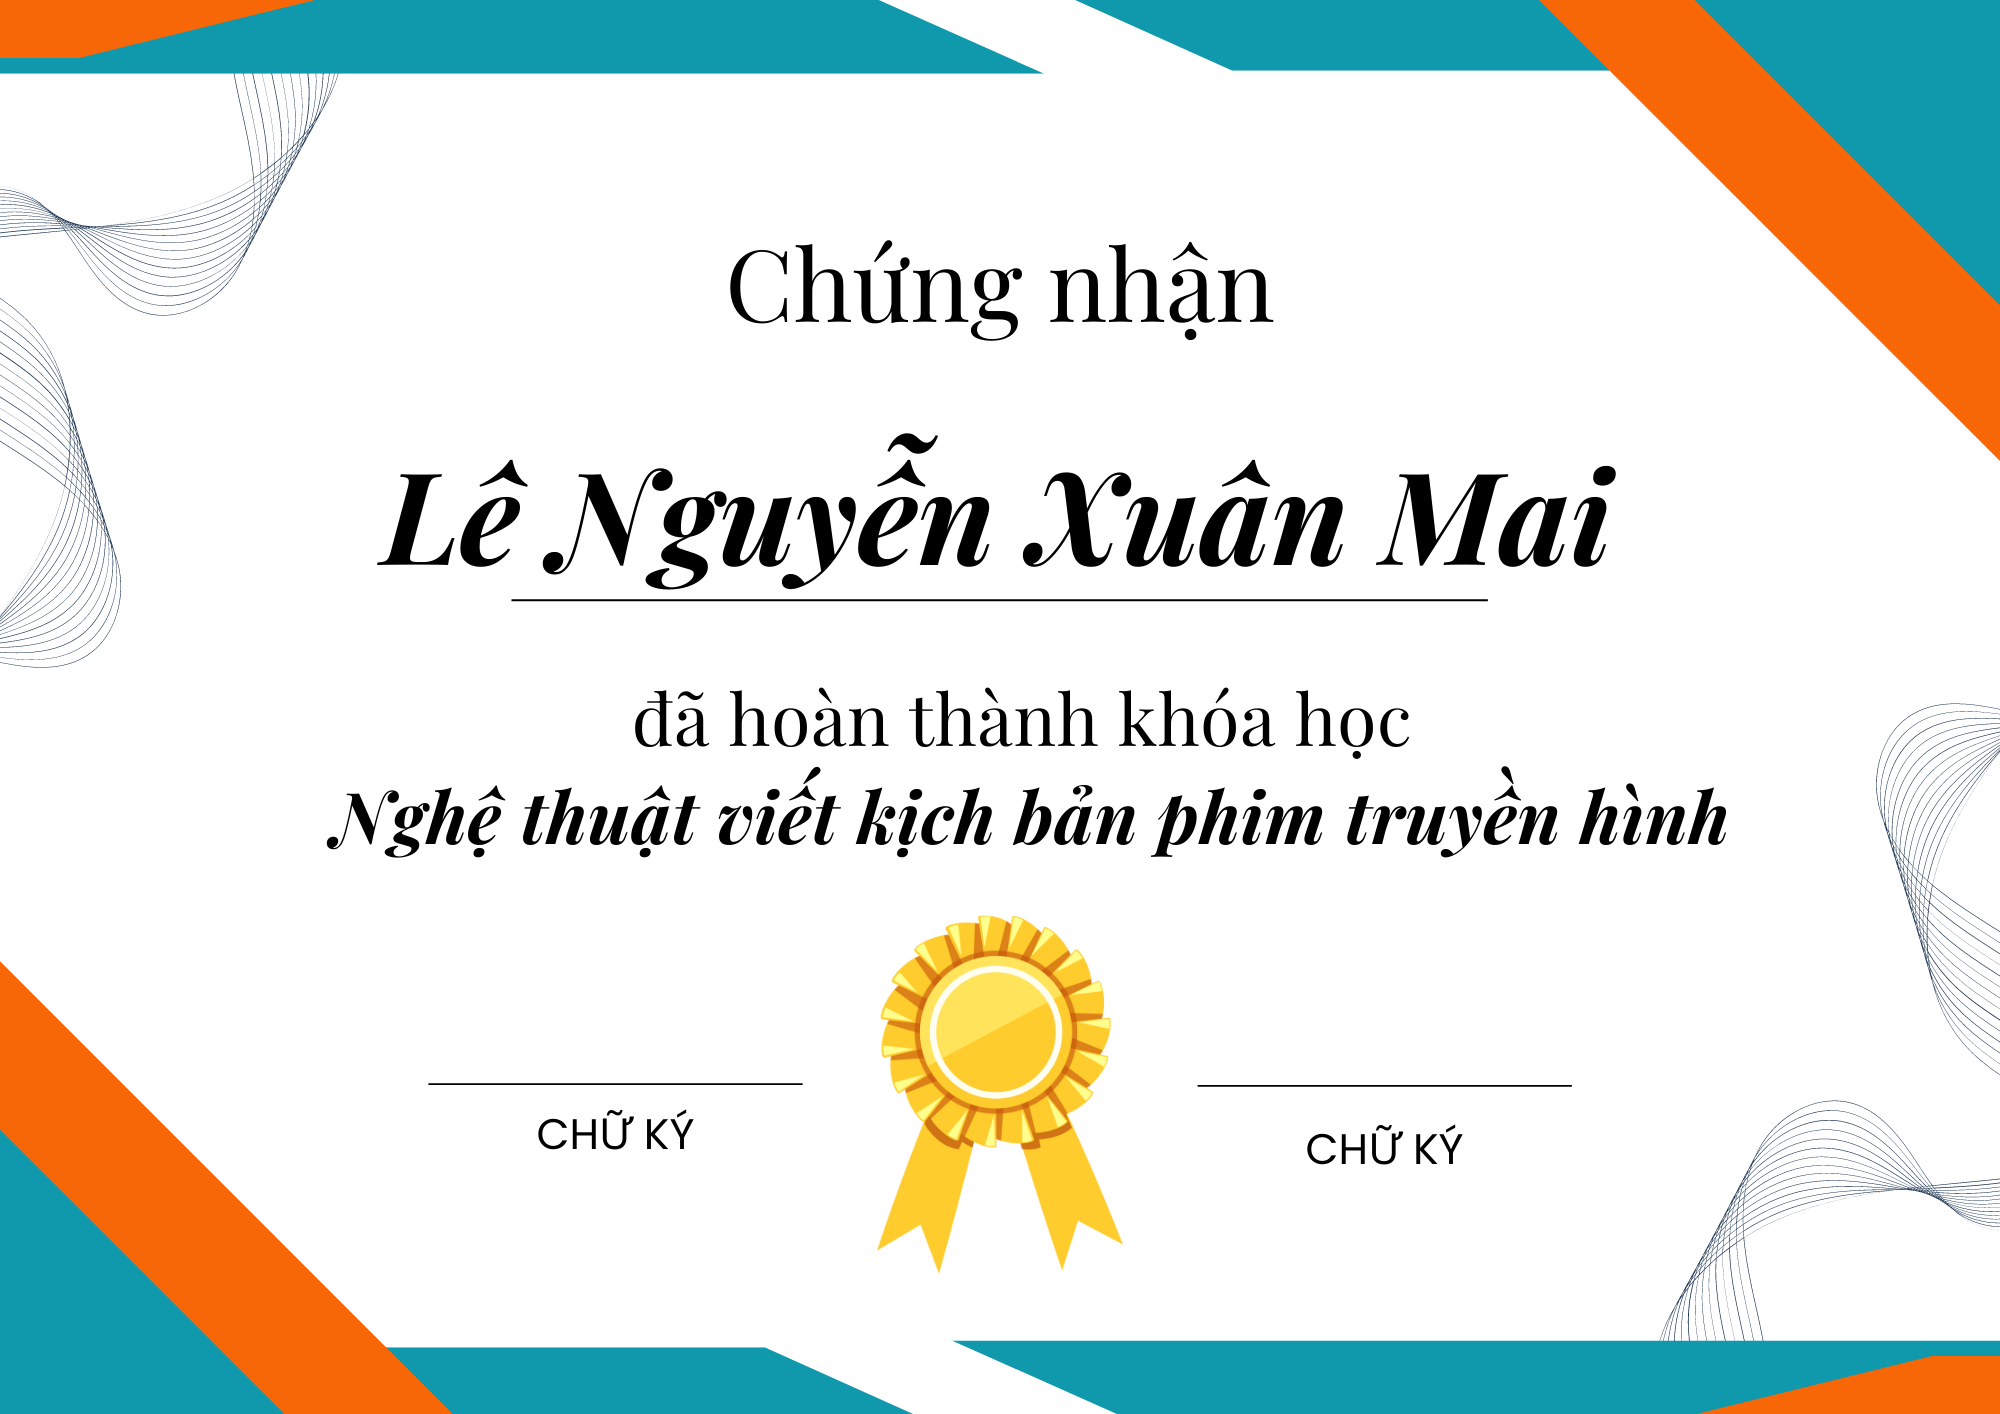 Chứng nhận
Lê Nguyễn Xuân Mai
đã hoàn thành khóa học
Nghệ thuật viết kịch bản phim truyền hình
CHỮ KÝ
CHỮ KÝ